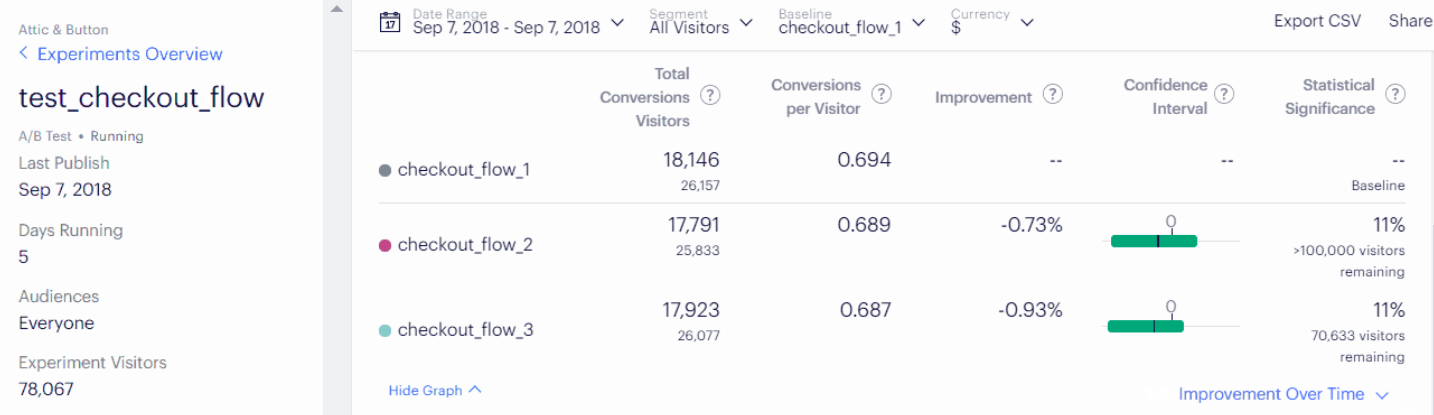 Attic & Button
Experiments Overview
test_checkout_flow
A/B Test • Running
Last Publish
Sep 7, 2018
Days Running
5
Audiences
Everyone
Experiment Visitors
78,067
17
Date Range
Sep 7, 2018 - Sep 7, 2018
Segment
All Visitors
Baseline
checkout_flow_1
Currency
$
Export CSV
Share
Total
Conversions ?
Visitors
Conversions
per Visitor ?
Improvement ?
Confidence
Interval ?
Statistical
Significance ?
checkout_flow_1
18,146
26,157
0.694
--
--
--
Baseline
checkout_flow_2
17,791
25,833
0.689
-0.73%
0
11%
>100,000 visitors
remaining
checkout_flow_3
17,923
26,077
0.687
-0.93%
0
11%
70,633 visitors
remaining
Hide Graph
Improvement Over Time